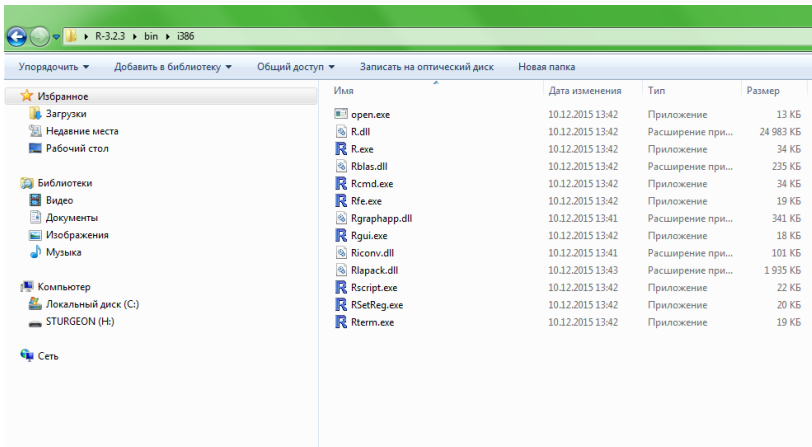 R-3.2.3 bin i386
Упорядочить Добавить в библиотеку Общий доступ Записать на оптический диск Новая папка
Избранное
Загрузки
Недавние места
Рабочий стол
Библиотеки
Видео
Документы
Изображения
Музыка
Компьютер
Локальный диск (C:)
STURGEON (H:)
Сеть
Имя Дата изменения Тип Размер
open.exe 10.12.2015 13:42 Приложение 13 КБ
R.dll 10.12.2015 13:42 Расширение при... 24 983 КБ
R.exe 10.12.2015 13:42 Приложение 34 КБ
Rblas.dll 10.12.2015 13:42 Расширение при... 235 КБ
Rcmd.exe 10.12.2015 13:42 Приложение 34 КБ
Rfe.exe 10.12.2015 13:42 Приложение 19 КБ
Rgraphapp.dll 10.12.2015 13:41 Расширение при... 341 КБ
Rgui.exe 10.12.2015 13:42 Приложение 18 КБ
Riconv.dll 10.12.2015 13:41 Расширение при... 101 КБ
Rlapack.dll 10.12.2015 13:43 Расширение при... 1 935 КБ
Rscript.exe 10.12.2015 13:42 Приложение 22 КБ
RSetReg.exe 10.12.2015 13:42 Приложение 20 КБ
Rterm.exe 10.12.2015 13:42 Приложение 19 КБ